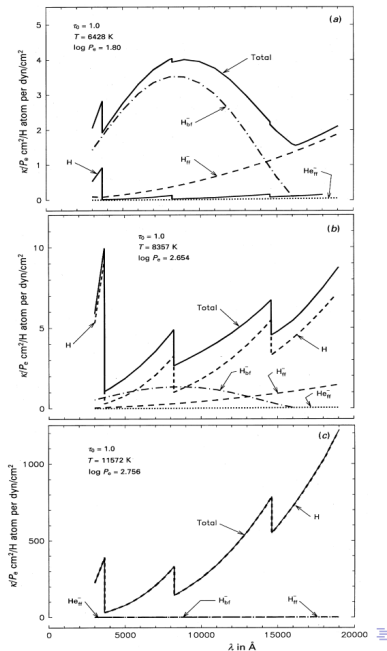 (a)
τ₀ = 1.0
T = 6428 K
log Pₑ = 1.80
Total
H⁻bf
H⁻ff
H
He⁻ff
κ/Pₑ cm²/H atom per dyn/cm²
5
4
3
2
1
0
(b)
τ₀ = 1.0
T = 8357 K
log Pₑ = 2.654
Total
H
H
H⁻bf
H⁻ff
He⁻ff
κ/Pₑ cm²/H atom per dyn/cm²
10
5
0
(c)
τ₀ = 1.0
T = 11572 K
log Pₑ = 2.756
Total
H
He⁻ff
H⁻bf
H⁻ff
κ/Pₑ cm²/H atom per dyn/cm²
1000
500
0
0 5000 10000 15000 20000
λ in Å